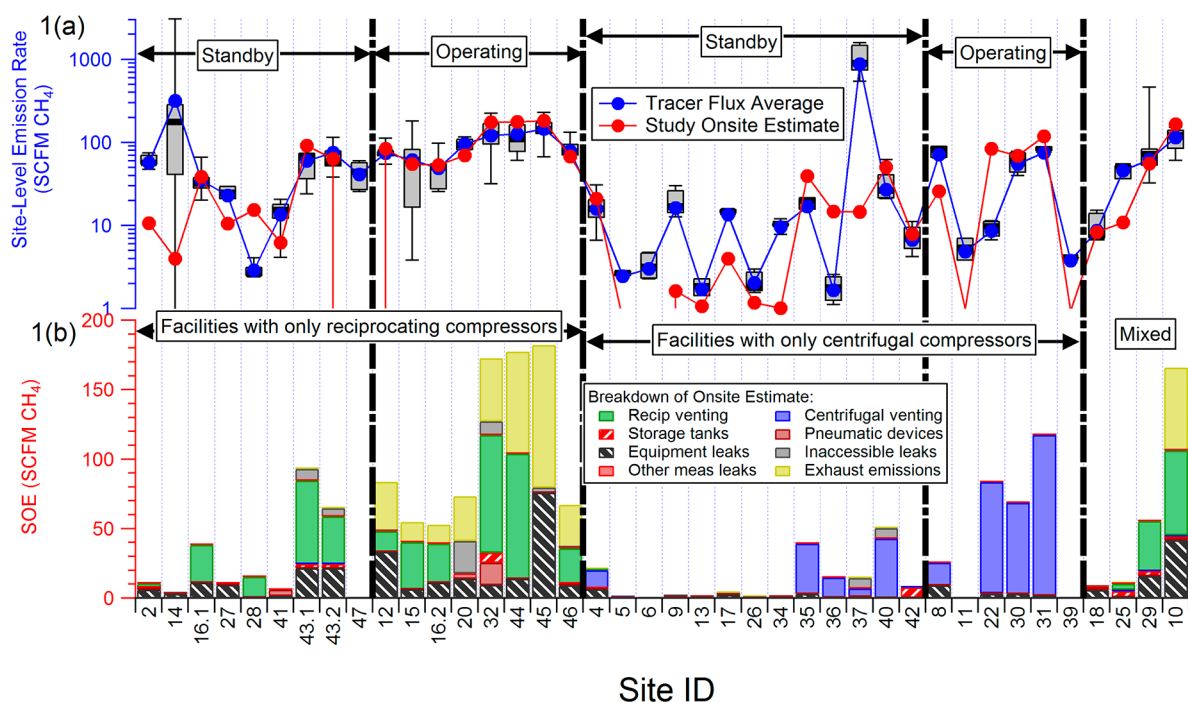 1(a)
Site-Level Emission Rate
(SCFM CH4)
1000
100
10
1
Standby
Operating
Standby
Operating
Tracer Flux Average
Study Onsite Estimate
1(b)
SOE (SCFM CH4)
200
150
100
50
0
Facilities with only reciprocating compressors
Facilities with only centrifugal compressors
Mixed
Breakdown of Onsite Estimate:
Recip venting
Centrifugal venting
Storage tanks
Pneumatic devices
Equipment leaks
Inaccessible leaks
Other meas leaks
Exhaust emissions
2 14 16.1 27 28 41 43.1 43.2 47 12 15 16.2 20 32 44 45 46 4 5 6 9 13 17 26 34 35 36 37 40 42 8 11 22 30 31 39 18 25 29 10
Site ID